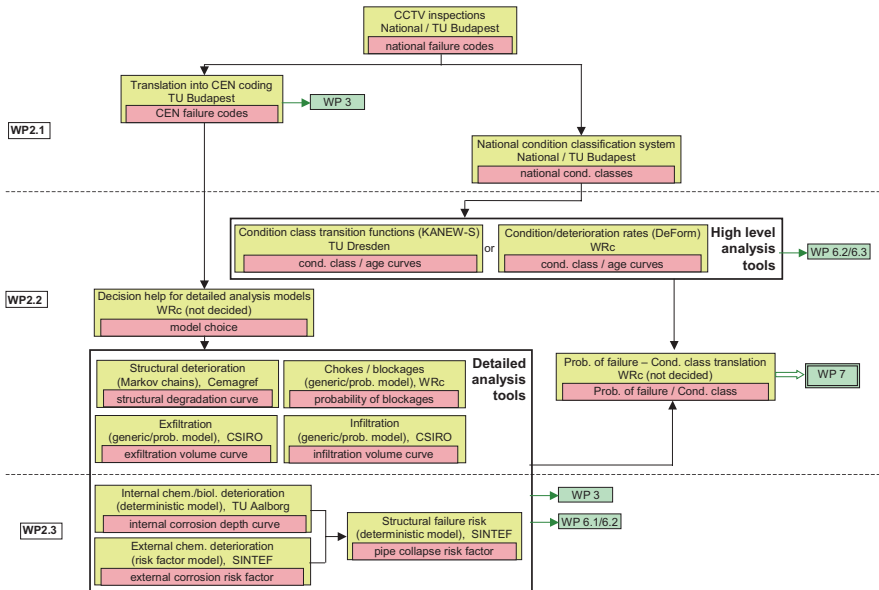 CCTV inspections
National / TU Budapest
national failure codes
Translation into CEN coding
TU Budapest
CEN failure codes
WP 3
WP2.1
National condition classification system
National / TU Budapest
national cond. classes
Condition class transition functions (KANEW-S)
TU Dresden
cond. class / age curves
or
Condition/deterioration rates (DeForm)
WRc
cond. class / age curves
High level
analysis
tools
WP 6.2/6.3
WP2.2
Decision help for detailed analysis models
WRc (not decided)
model choice
Structural deterioration
(Markov chains), Cemagref
structural degradation curve
Chokes / blockages
(generic/prob. model), WRc
probability of blockages
Detailed
analysis
tools
Prob. of failure – Cond. class translation
WRc (not decided)
Prob. of failure / Cond. class
WP 7
Exfiltration
(generic/prob. model), CSIRO
exfiltration volume curve
Infiltration
(generic/prob. model), CSIRO
infiltration volume curve
WP2.3
Internal chem./biol. deterioration
(deterministic model), TU Aalborg
internal corrosion depth curve
External chem. deterioration
(risk factor model), SINTEF
external corrosion risk factor
Structural failure risk
(deterministic model), SINTEF
pipe collapse risk factor
WP 3
WP 6.1/6.2